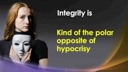 Integrity is
Kind of the polar
opposite of
hypocrisy